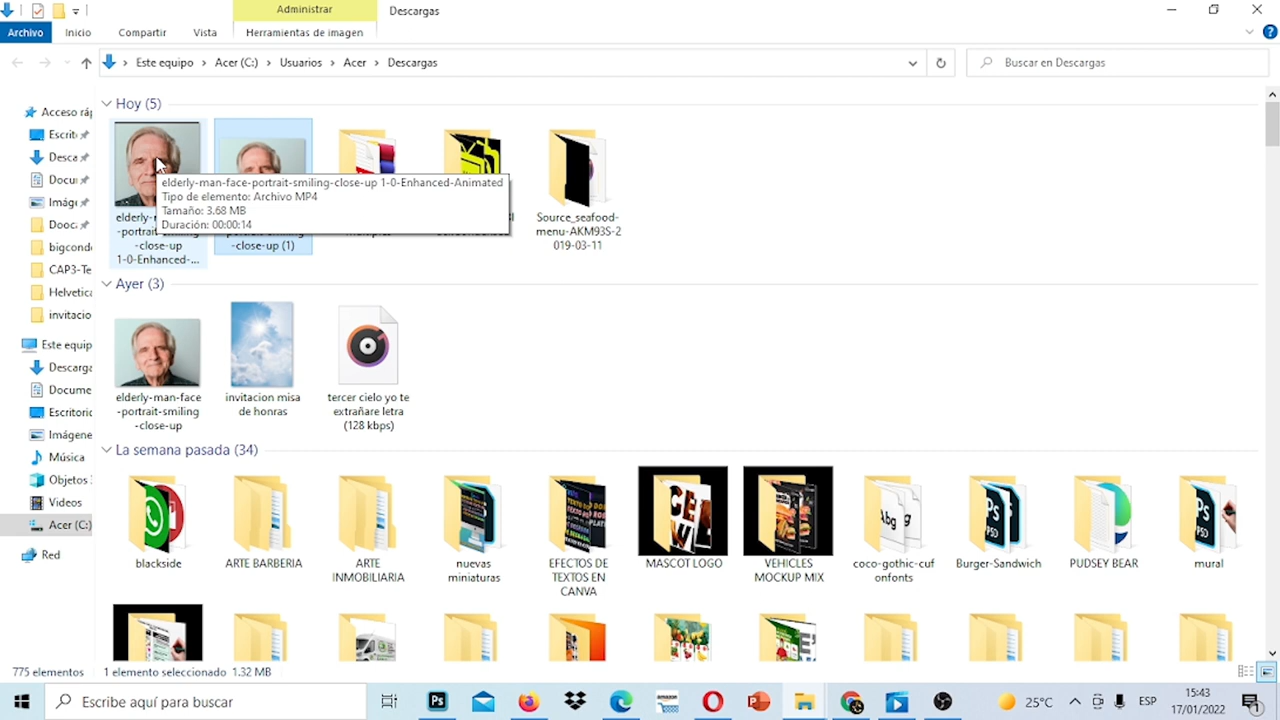 Administrar
Descargas
Archivo
Inicio
Compartir
Vista
Herramientas de imagen
Este equipo
Acer (C:)
Usuarios
Acer
Descargas
Buscar en Descargas
Acceso ráp
Escrit
Desca
Docu
Imág
Dooc
bigcond
CAP3-Te
Helvetica
invitacio
Este equip
Descarga
Docume
Escritorio
Imágene
Música
Objetos
Videos
Acer (C:)
Red
Hoy (5)
elderly-m
-portrait-smiling
-close-up
1-0-Enhanced-...
-close-up (1)
elderly-man-face-portrait-smiling-close-up 1-0-Enhanced-Animated
Tipo de elemento: Archivo MP4
Tamaño: 3.68 MB
Duración: 00:00:14
Source_seafood-
menu-AKM93S-2
019-03-11
Ayer (3)
elderly-man-face
-portrait-smiling
-close-up
invitacion misa
de honras
tercer cielo yo te
extrañare letra
(128 kbps)
La semana pasada (34)
blackside
ARTE BARBERIA
ARTE
INMOBILIARIA
nuevas
miniaturas
EFECTOS DE
TEXTOS EN
CANVA
MASCOT LOGO
VEHICLES
MOCKUP MIX
coco-gothic-cuf
onfonts
Burger-Sandwich
PUDSEY BEAR
mural
775 elementos
1 elemento seleccionado
1.32 MB
Escribe aquí para buscar
25°C
ESP
15:43
17/01/2022